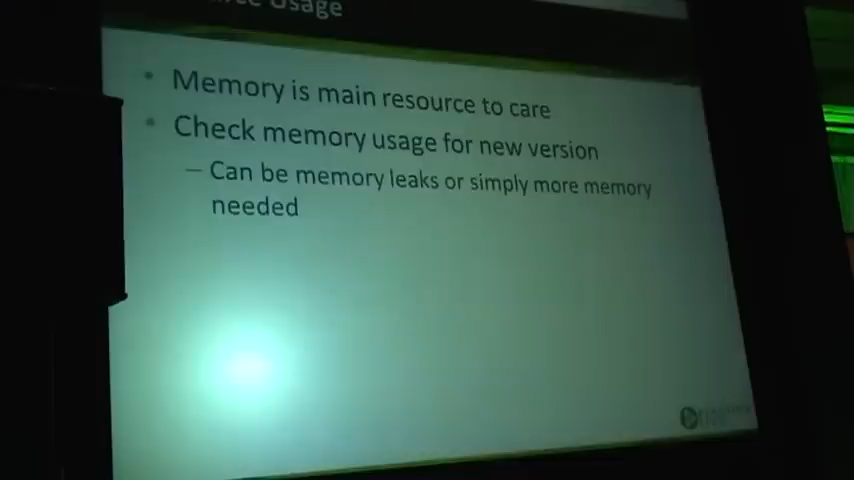 Usage
• Memory is main resource to care
• Check memory usage for new version
– Can be memory leaks or simply more memory
needed